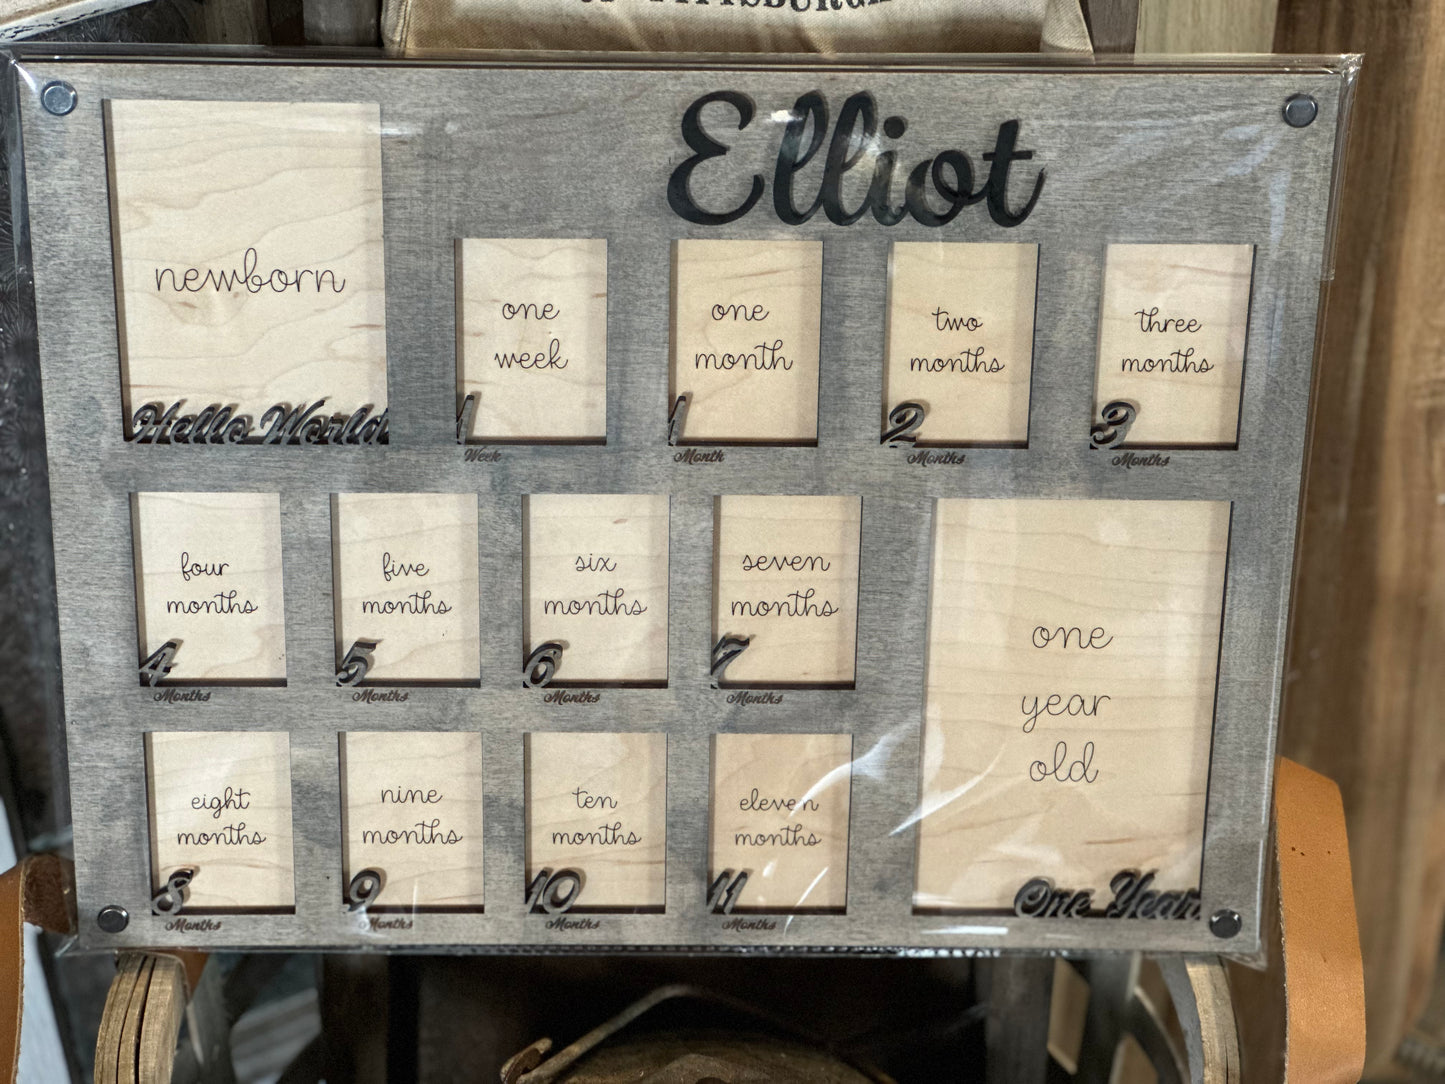 OF PITTSBURGH
Elliot
newborn
Hello World
one
week
1
Week
one
month
1
Month
two
months
2
Months
three
months
3
Months
four
months
4
Months
five
months
5
Months
six
months
6
Months
seven
months
7
Months
one
year
old
One Year
eight
months
8
Months
nine
months
9
Months
ten
months
10
Months
eleven
months
11
Months